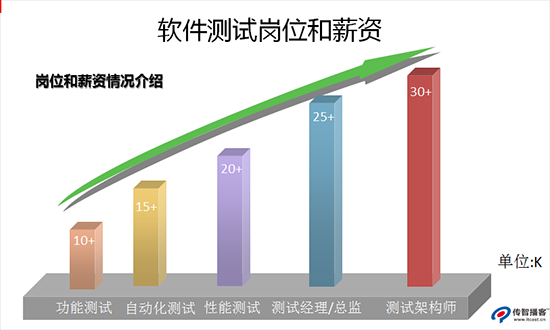 软件测试岗位和薪资
岗位和薪资情况介绍
10+
15+
20+
25+
30+
单位:K
功能测试 自动化测试 性能测试 测试经理/总监 测试架构师
传智播客
www.itcast.cn